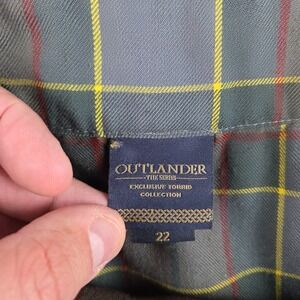 OUTLANDER
THE SERIES
EXCLUSIVE TORRID
COLLECTION
22